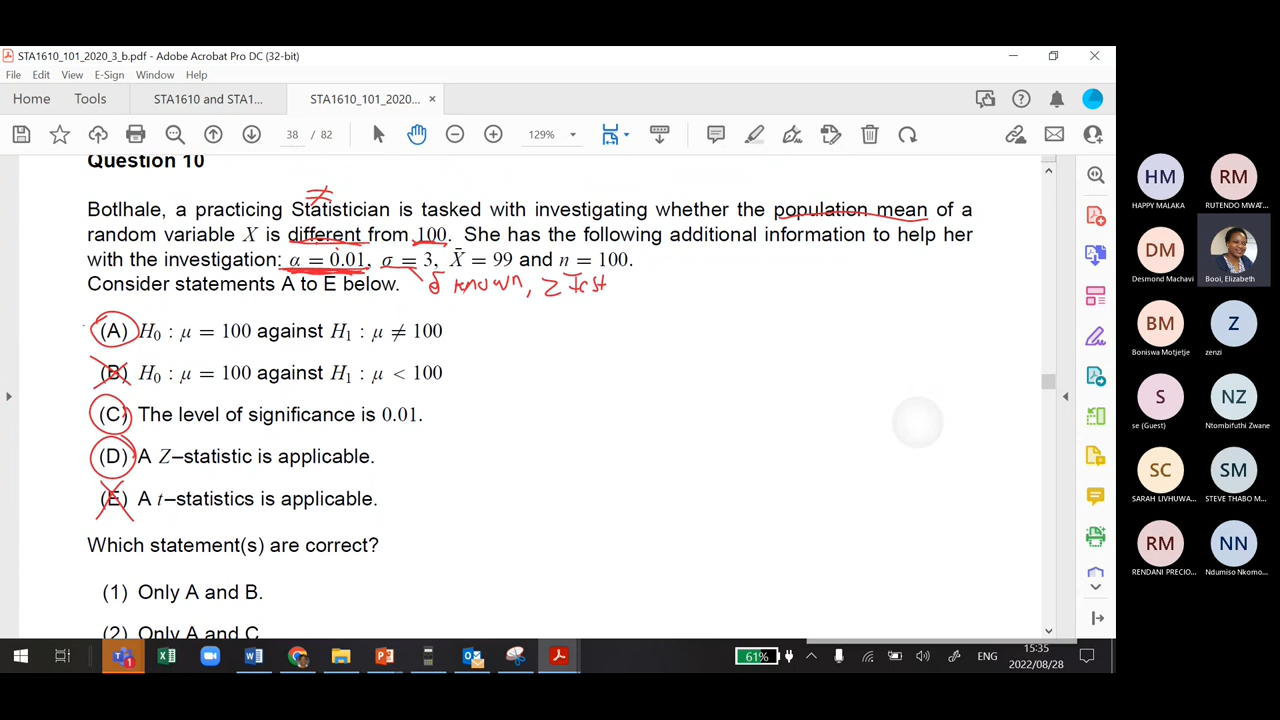 STA1610_101_2020_3_b.pdf - Adobe Acrobat Pro DC (32-bit)
File Edit View E-Sign Window Help
Home Tools STA1610 and STA1... STA1610_101_2020... ×
38 / 82 129%
Question 10
≠
Botlhale, a practicing Statistician is tasked with investigating whether the population mean of a
random variable X is different from 100. She has the following additional information to help her
with the investigation: α = 0.01, σ = 3, X̄ = 99 and n = 100.
Consider statements A to E below.
δ known, Z Test
(A) H₀ : μ = 100 against H₁ : μ ≠ 100
(B) H₀ : μ = 100 against H₁ : μ < 100
(C) The level of significance is 0.01.
(D) A Z–statistic is applicable.
(E) A t–statistics is applicable.
Which statement(s) are correct?
(1) Only A and B.
(2) Only A and C.
HM
HAPPY MALAKA
RM
RUTENDO MWAT...
DM
Desmond Machavi
Booi, Elizabeth
BM
Boniswa Motjetje
Z
zenzi
S
se (Guest)
NZ
Ntombifuthi Zwane
SC
SARAH LIVHUWA...
SM
STEVE THABO M...
RM
RENDANI PRECIO...
NN
Ndumiso Nkomo...
61%
ENG
15:35
2022/08/28